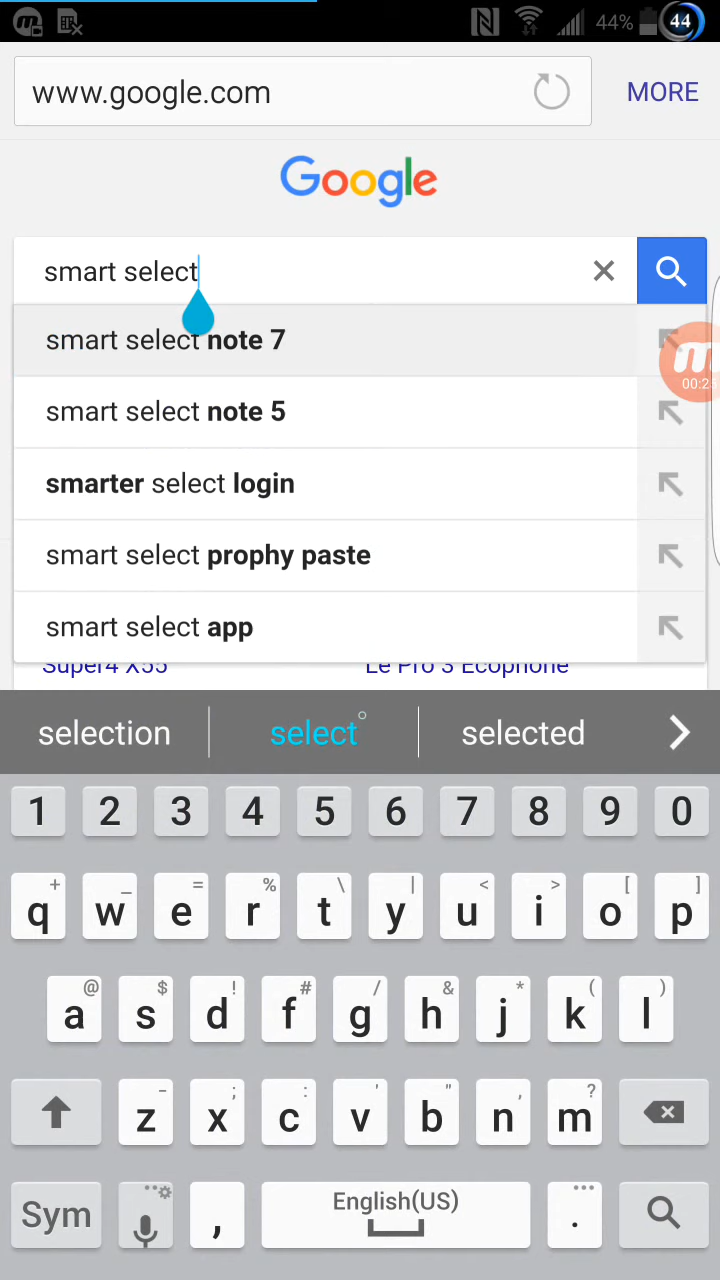 44% 44
www.google.com MORE
Google
smart select
smart select note 7
00:2
smart select note 5
smarter select login
smart select prophy paste
smart select app
Super4 X55 Le Pro 3 Ecophone
selection select selected
1 2 3 4 5 6 7 8 9 0
+ _ = % \ | < > [ ]
q w e r t y u i o p
@ $ ! # / & * ( )
a s d f g h j k l
- ; : ' " , ?
z x c v b n m
Sym , English(US) .